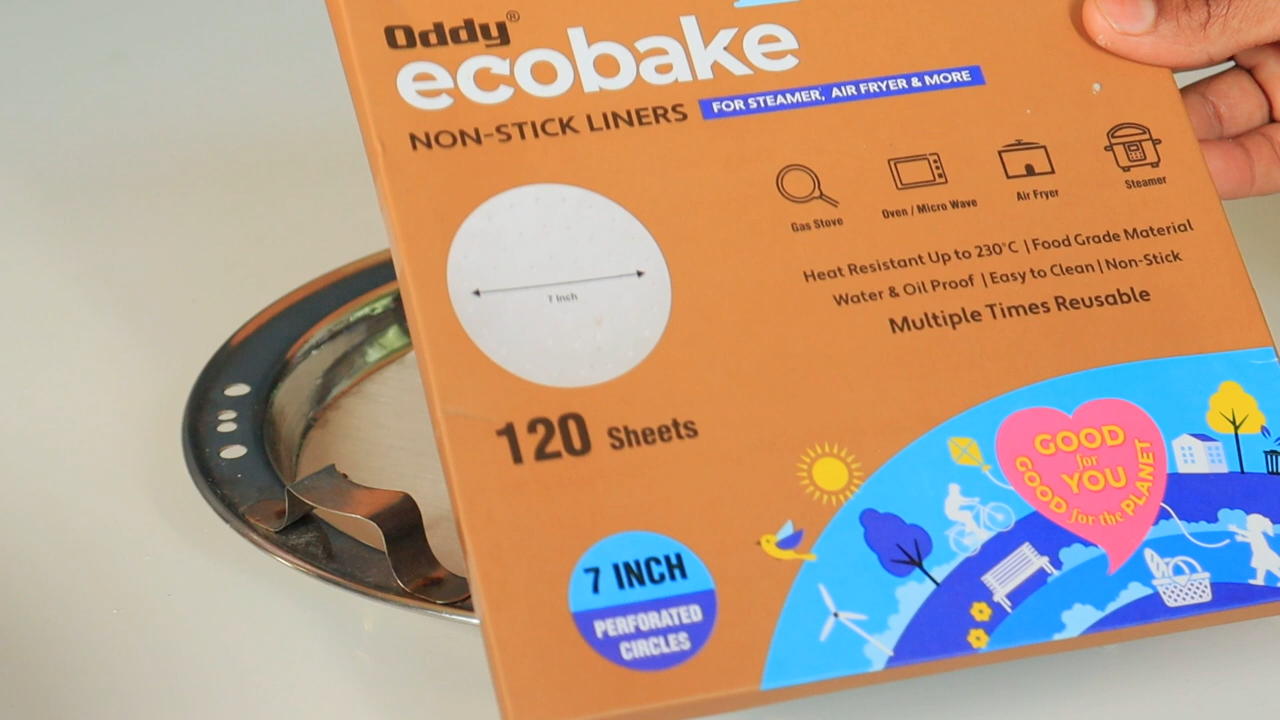 Oddy®
ecobake
NON-STICK LINERS
FOR STEAMER, AIR FRYER & MORE
Gas Stove
Oven / Micro Wave
Air Fryer
Steamer
Heat Resistant Up to 230°C | Food Grade Material
Water & Oil Proof | Easy to Clean | Non-Stick
Multiple Times Reusable
7 Inch
120 Sheets
GOOD
for
YOU
GOOD for the PLANET
7 INCH
PERFORATED
CIRCLES